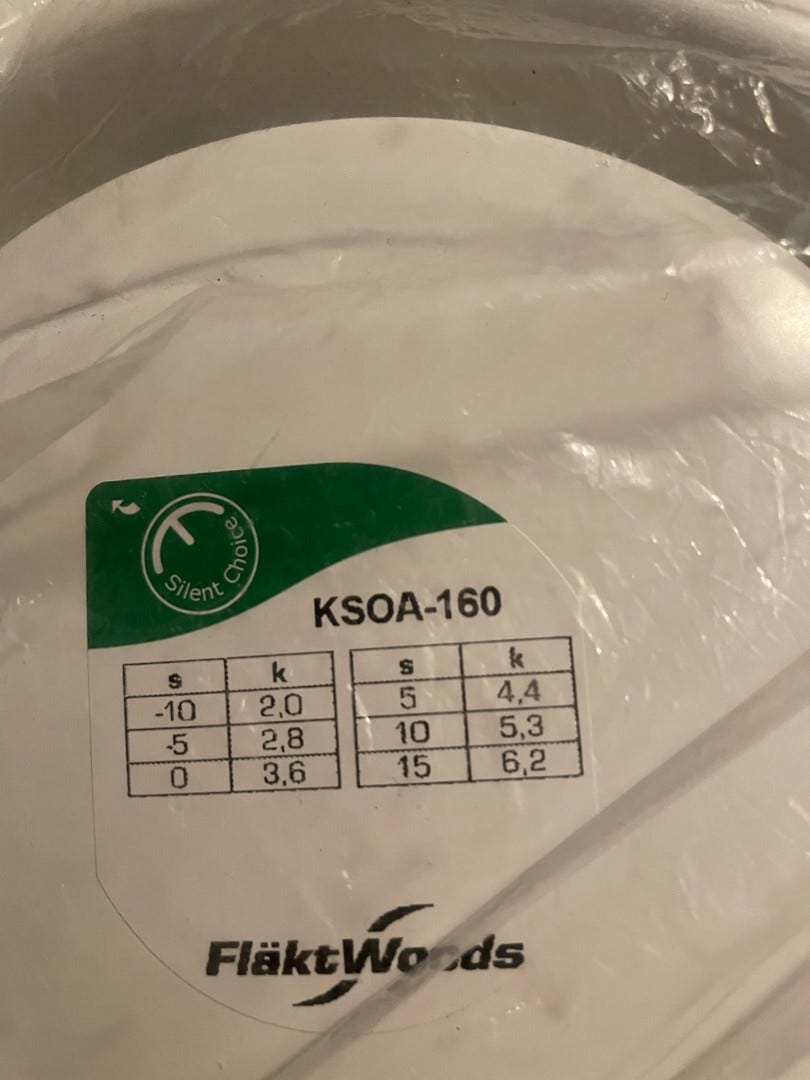 Silent Choice
KSOA-160
s k s k
-10 2,0 5 4,4
-5 2,8 10 5,3
0 3,6 15 6,2
FläktWoods